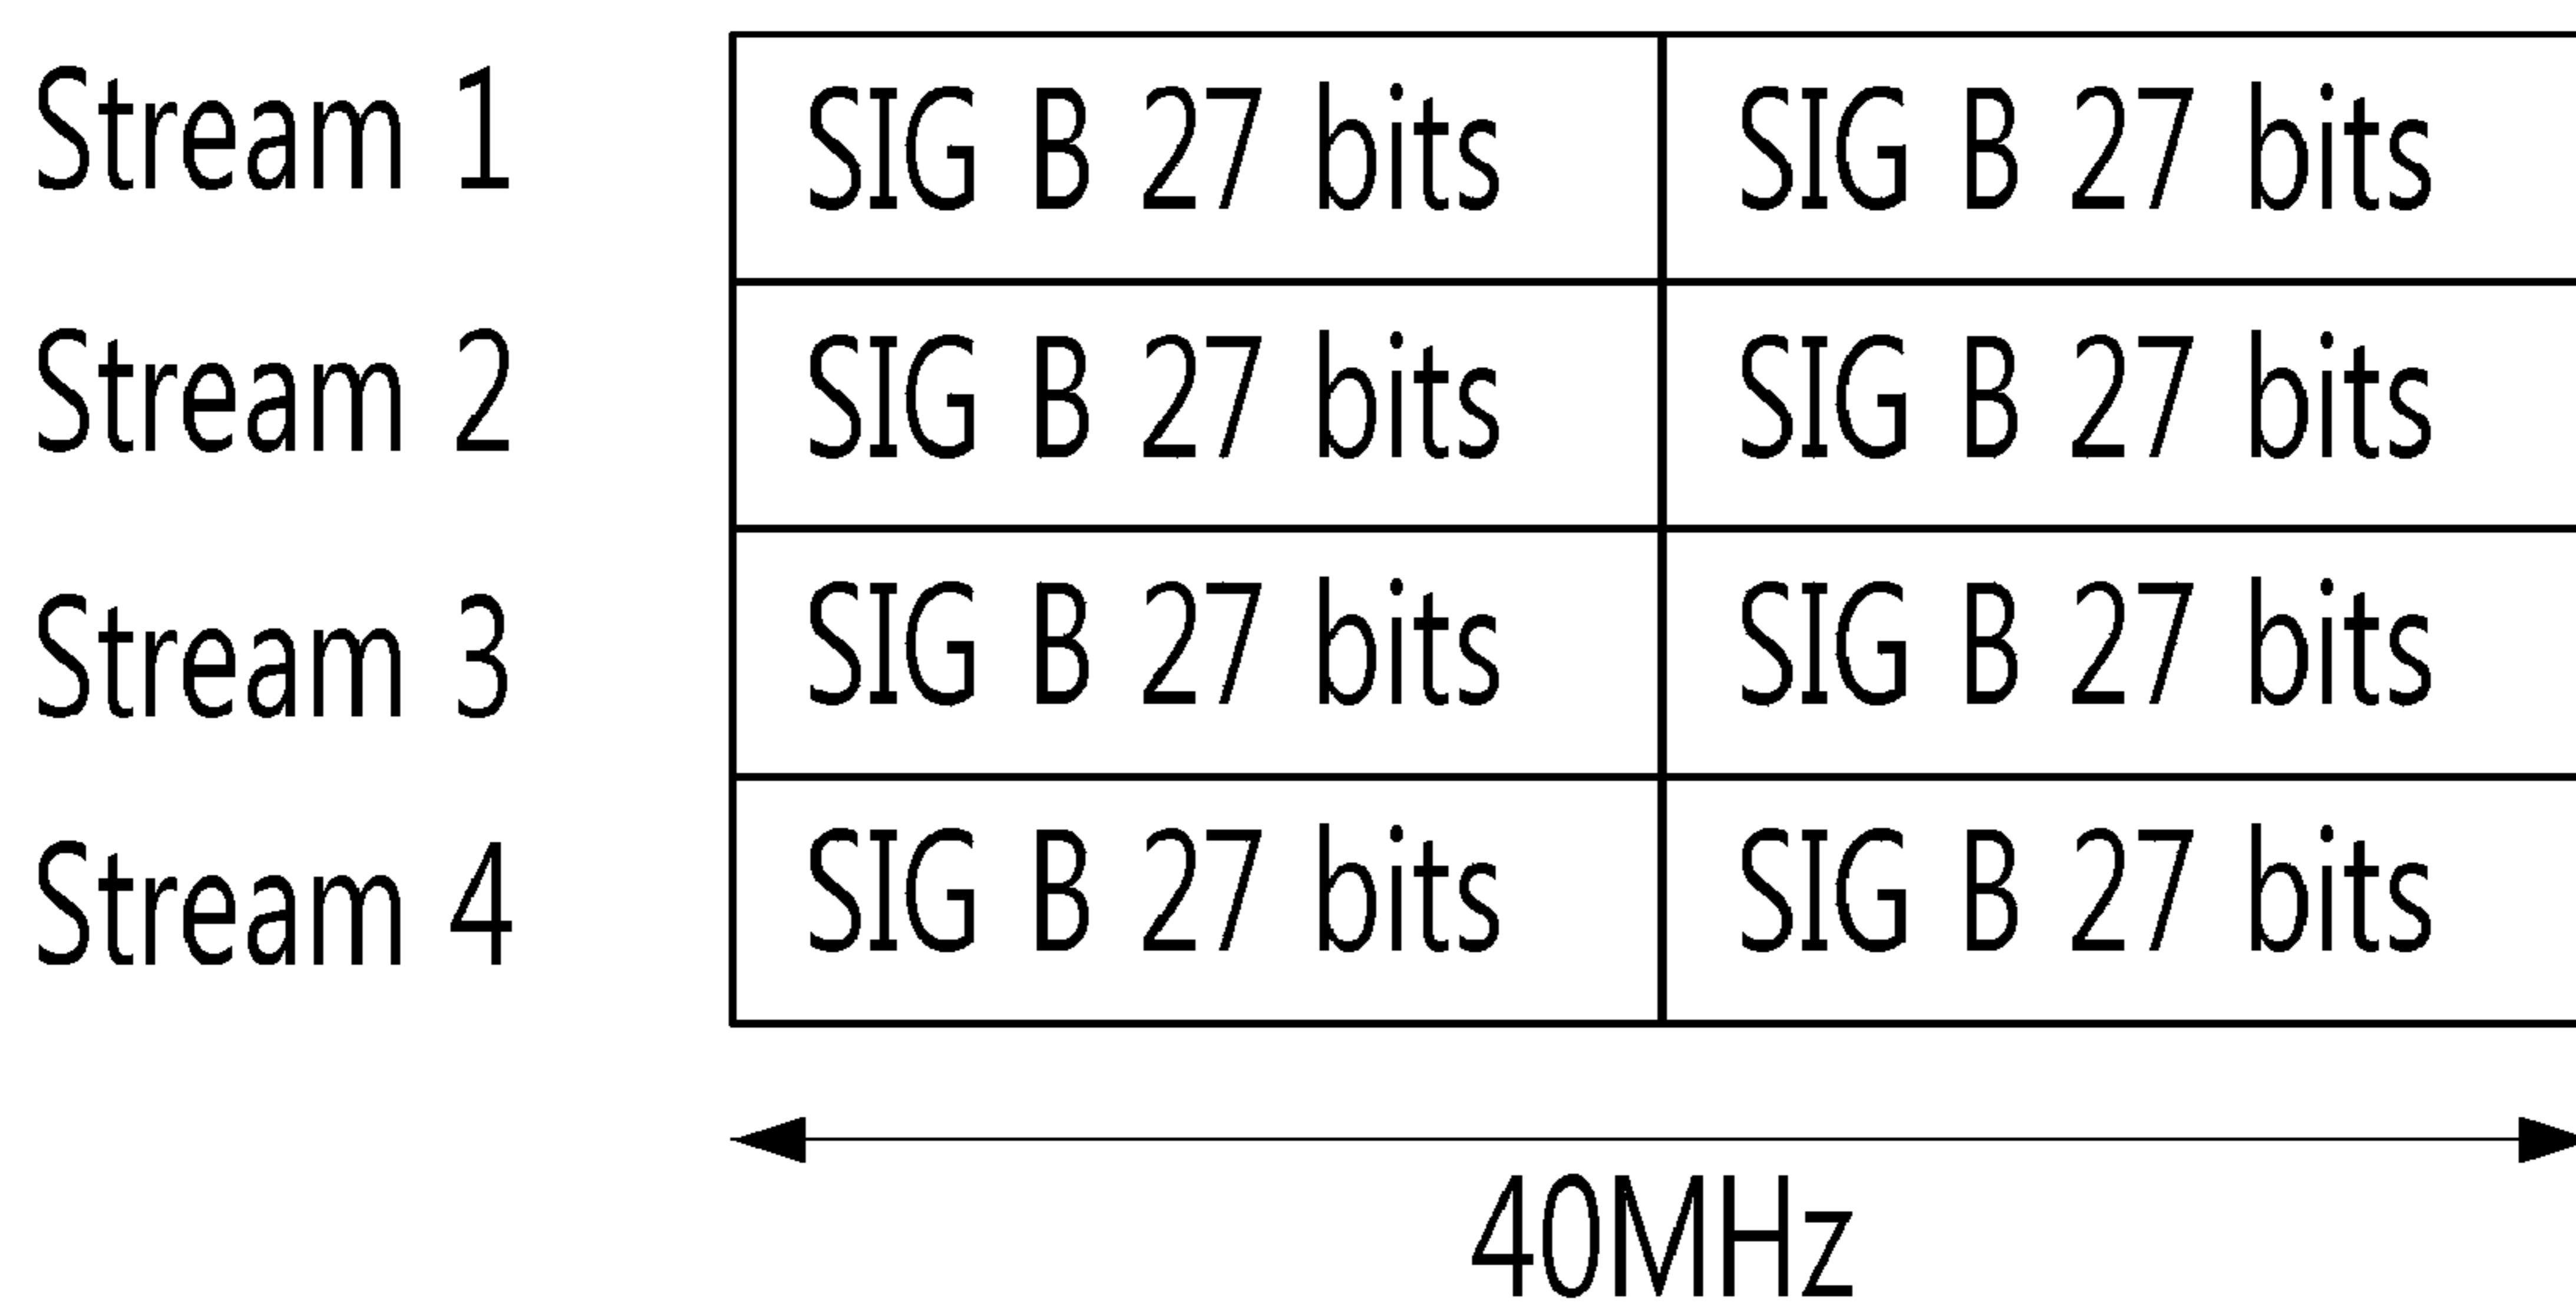 Stream 1 SIG B 27 bits SIG B 27 bits
Stream 2 SIG B 27 bits SIG B 27 bits
Stream 3 SIG B 27 bits SIG B 27 bits
Stream 4 SIG B 27 bits SIG B 27 bits
40MHz